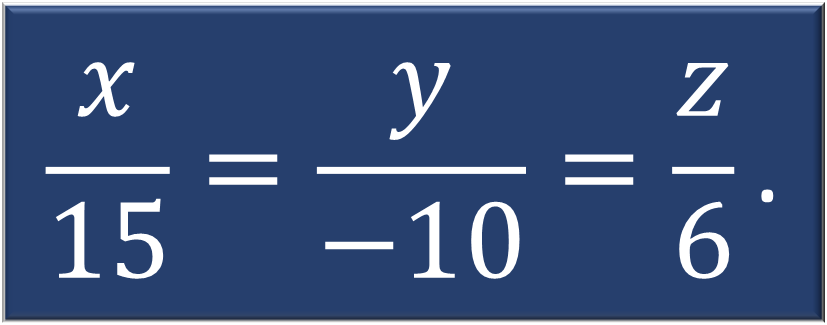 x/15 = y/−10 = z/6.